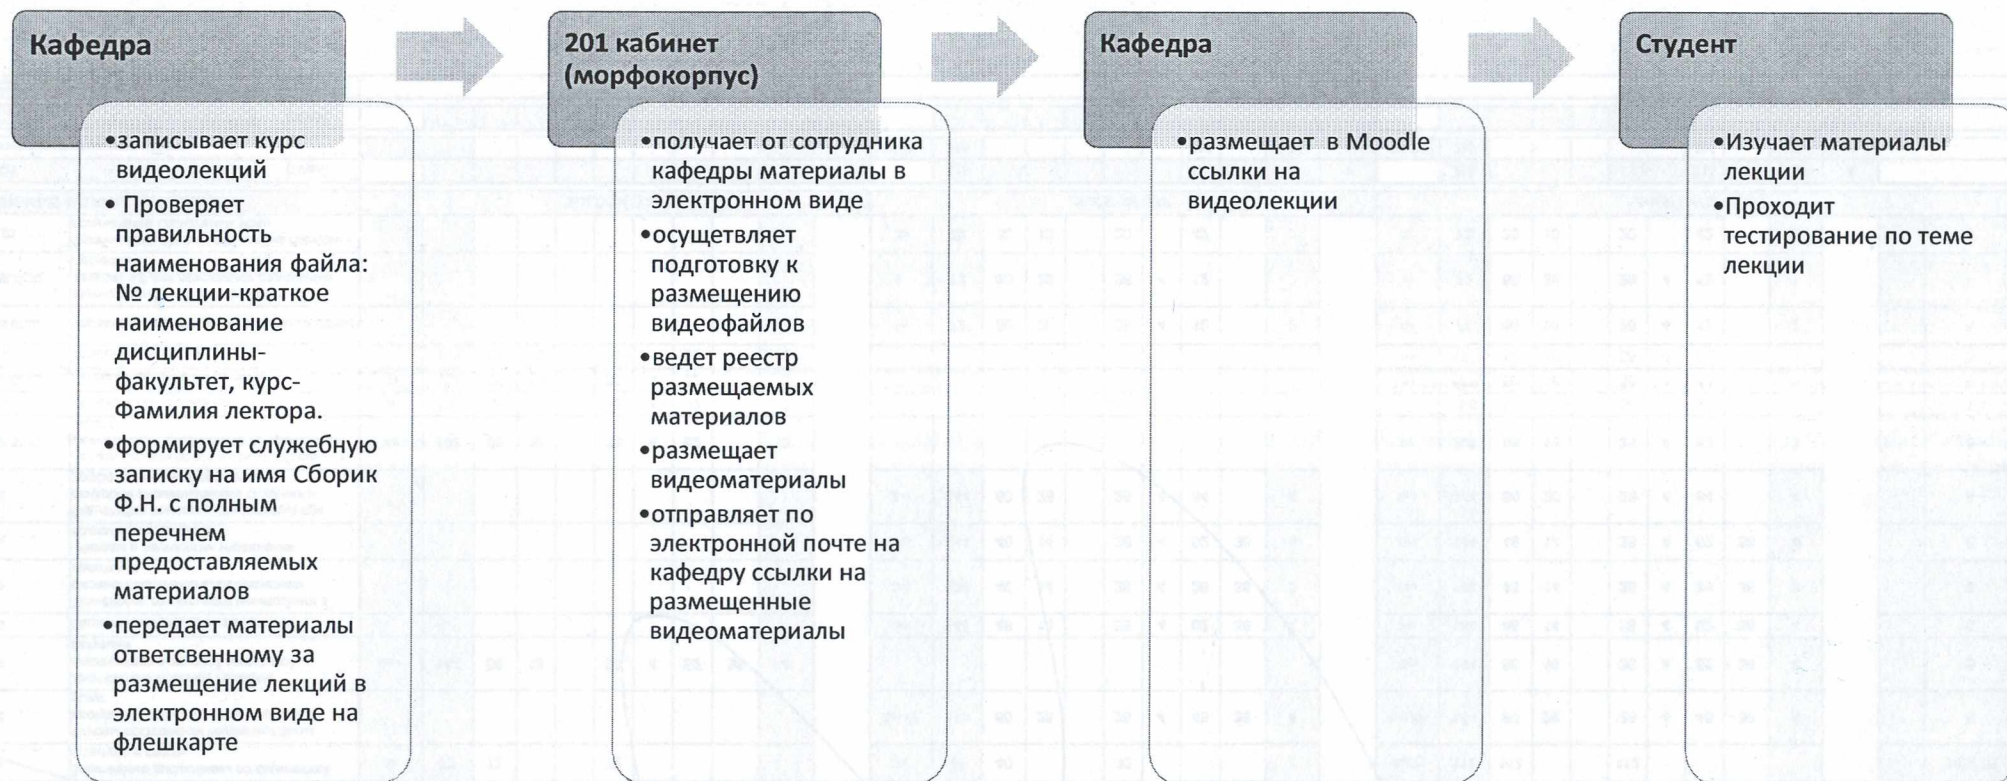 Кафедра
•записывает курс
видеолекций
• Проверяет
правильность
наименования файла:
№ лекции-краткое
наименование
дисциплины-
факультет, курс-
Фамилия лектора.
•формирует служебную
записку на имя Сборик
Ф.Н. с полным
перечнем
предоставляемых
материалов
•передает материалы
ответсвенному за
размещение лекций в
электронном виде на
флешкарте
201 кабинет
(морфокорпус)
•получает от сотрудника
кафедры материалы в
электронном виде
•осущетвляет
подготовку к
размещению
видеофайлов
•ведет реестр
размещаемых
материалов
•размещает
видеоматериалы
•отправляет по
электронной почте на
кафедру ссылки на
размещенные
видеоматериалы
Кафедра
•размещает в Moodle
ссылки на
видеолекции
Студент
•Изучает материалы
лекции
•Проходит
тестирование по теме
лекции